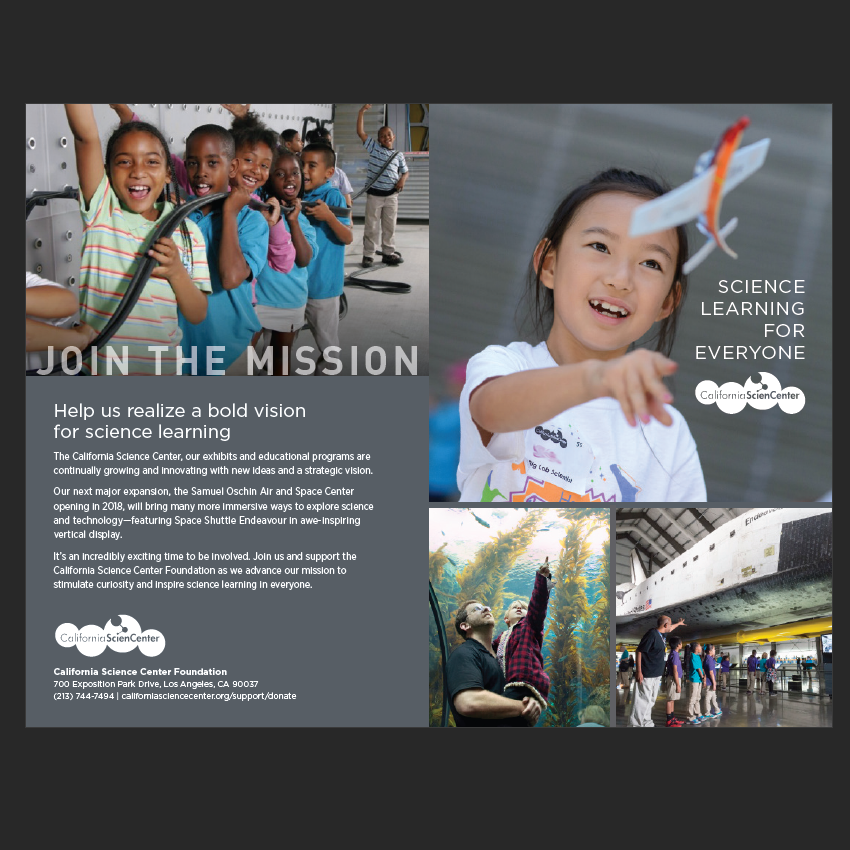 JOIN THE MISSION
Help us realize a bold vision
for science learning
The California Science Center, our exhibits and educational programs are
continually growing and innovating with new ideas and a strategic vision.
Our next major expansion, the Samuel Oschin Air and Space Center
opening in 2018, will bring many more immersive ways to explore science
and technology—featuring Space Shuttle Endeavour in awe-inspiring
vertical display.
It's an incredibly exciting time to be involved. Join us and support the
California Science Center Foundation as we advance our mission to
stimulate curiosity and inspire science learning in everyone.
CaliforniaScienCenter
California Science Center Foundation
700 Exposition Park Drive, Los Angeles, CA 90037
(213) 744-7494 | californiasciencecenter.org/support/donate
SCIENCE
LEARNING
FOR
EVERYONE
CaliforniaScienCenter
Big Lab Scientis
Endeavou